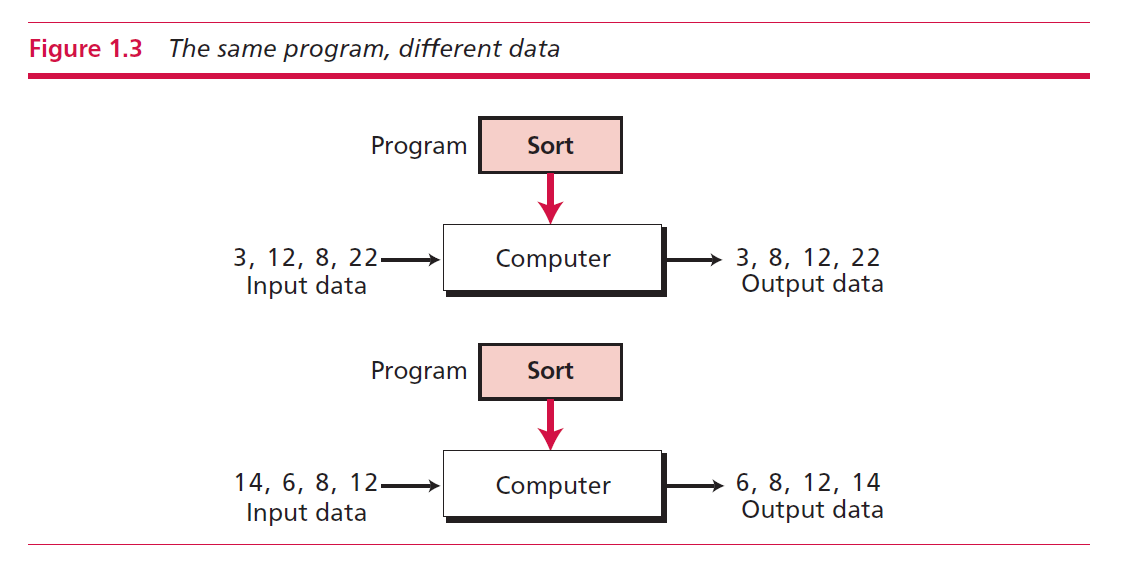 Figure 1.3 The same program, different data
Program Sort
3, 12, 8, 22 Computer 3, 8, 12, 22
Input data Output data
Program Sort
14, 6, 8, 12 Computer 6, 8, 12, 14
Input data Output data